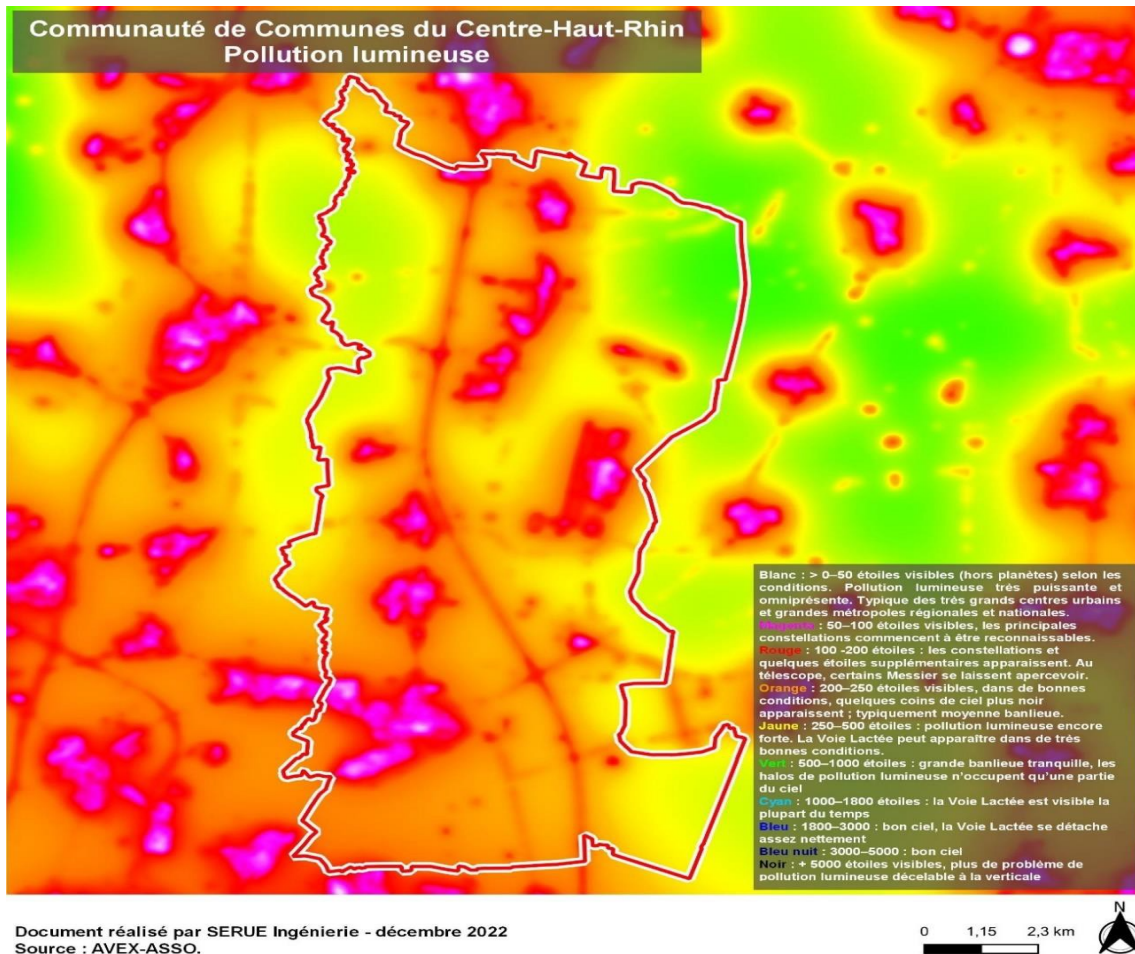 Communauté de Communes du Centre-Haut-Rhin
Pollution lumineuse
Blanc : > 0–50 étoiles visibles (hors planètes) selon les
conditions. Pollution lumineuse très puissante et
omniprésente. Typique des très grands centres urbains
et grandes métropoles régionales et nationales.
Magenta : 50–100 étoiles visibles, les principales
constellations commencent à être reconnaissables.
Rouge : 100 -200 étoiles : les constellations et
quelques étoiles supplémentaires apparaissent. Au
télescope, certains Messier se laissent apercevoir.
Orange : 200–250 étoiles visibles, dans de bonnes
conditions, quelques coins de ciel plus noir
apparaissent ; typiquement moyenne banlieue.
Jaune : 250–500 étoiles : pollution lumineuse encore
forte. La Voie Lactée peut apparaître dans de très
bonnes conditions.
Vert : 500–1000 étoiles : grande banlieue tranquille, les
halos de pollution lumineuse n'occupent qu'une partie
du ciel
Cyan : 1000–1800 étoiles : la Voie Lactée est visible la
plupart du temps
Bleu : 1800–3000 : bon ciel, la Voie Lactée se détache
assez nettement
Bleu nuit : 3000–5000 : bon ciel
Noir : + 5000 étoiles visibles, plus de problème de
pollution lumineuse décelable à la verticale
Document réalisé par SERUE Ingénierie - décembre 2022
Source : AVEX-ASSO.
0 1,15 2,3 km
N